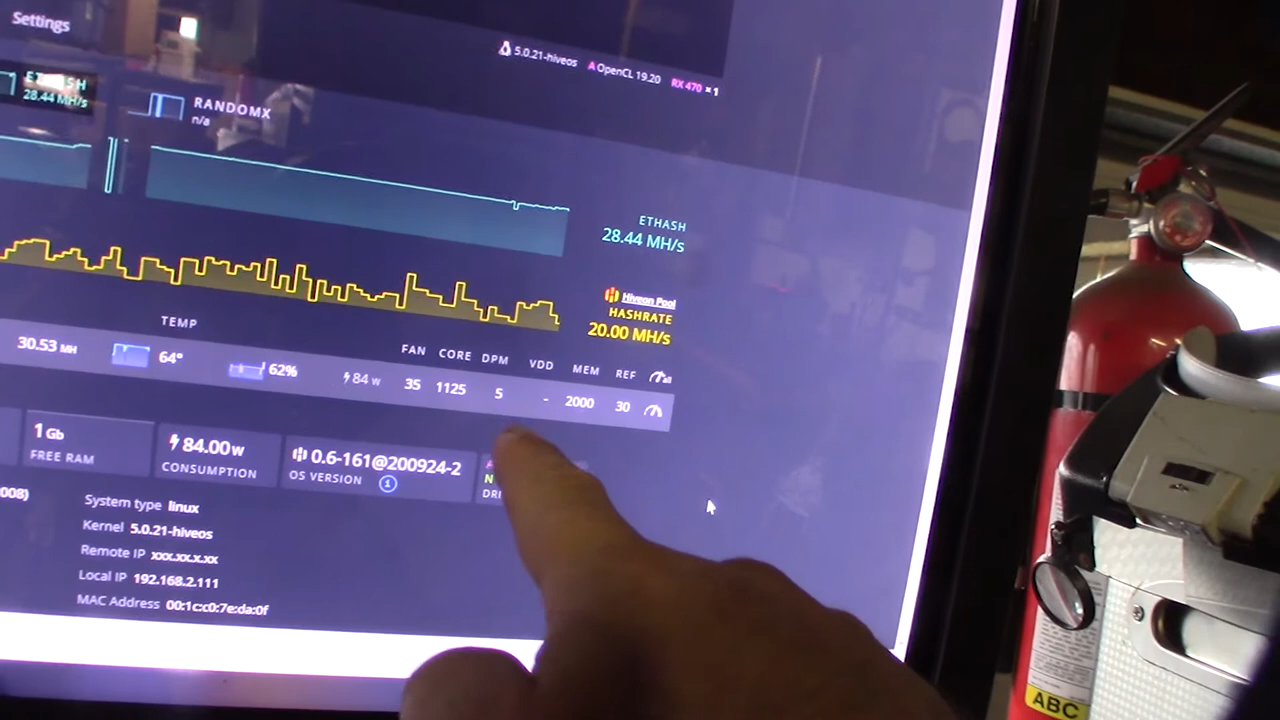 Settings
5.0.21-hiveos A OpenCL 19.20 RX 470 × 1
ETHASH
28.44 MH/s
RANDOMX
n/a
ETHASH
28.44 MH/s
Hiveon Pool
HASHRATE
20.00 MH/s
TEMP
FAN CORE DPM VDD MEM REF
30.53 MH 64° 62% 84 W 35 1125 5 - 2000 30
1 Gb
FREE RAM
84.00 W
CONSUMPTION
0.6-161@200924-2
OS VERSION i
A
N
System type linux
Kernel 5.0.21-hiveos
Remote IP xxx.xx.x.xx
Local IP 192.168.2.111
MAC Address 00:1c:c0:7e:da:0f
ABC